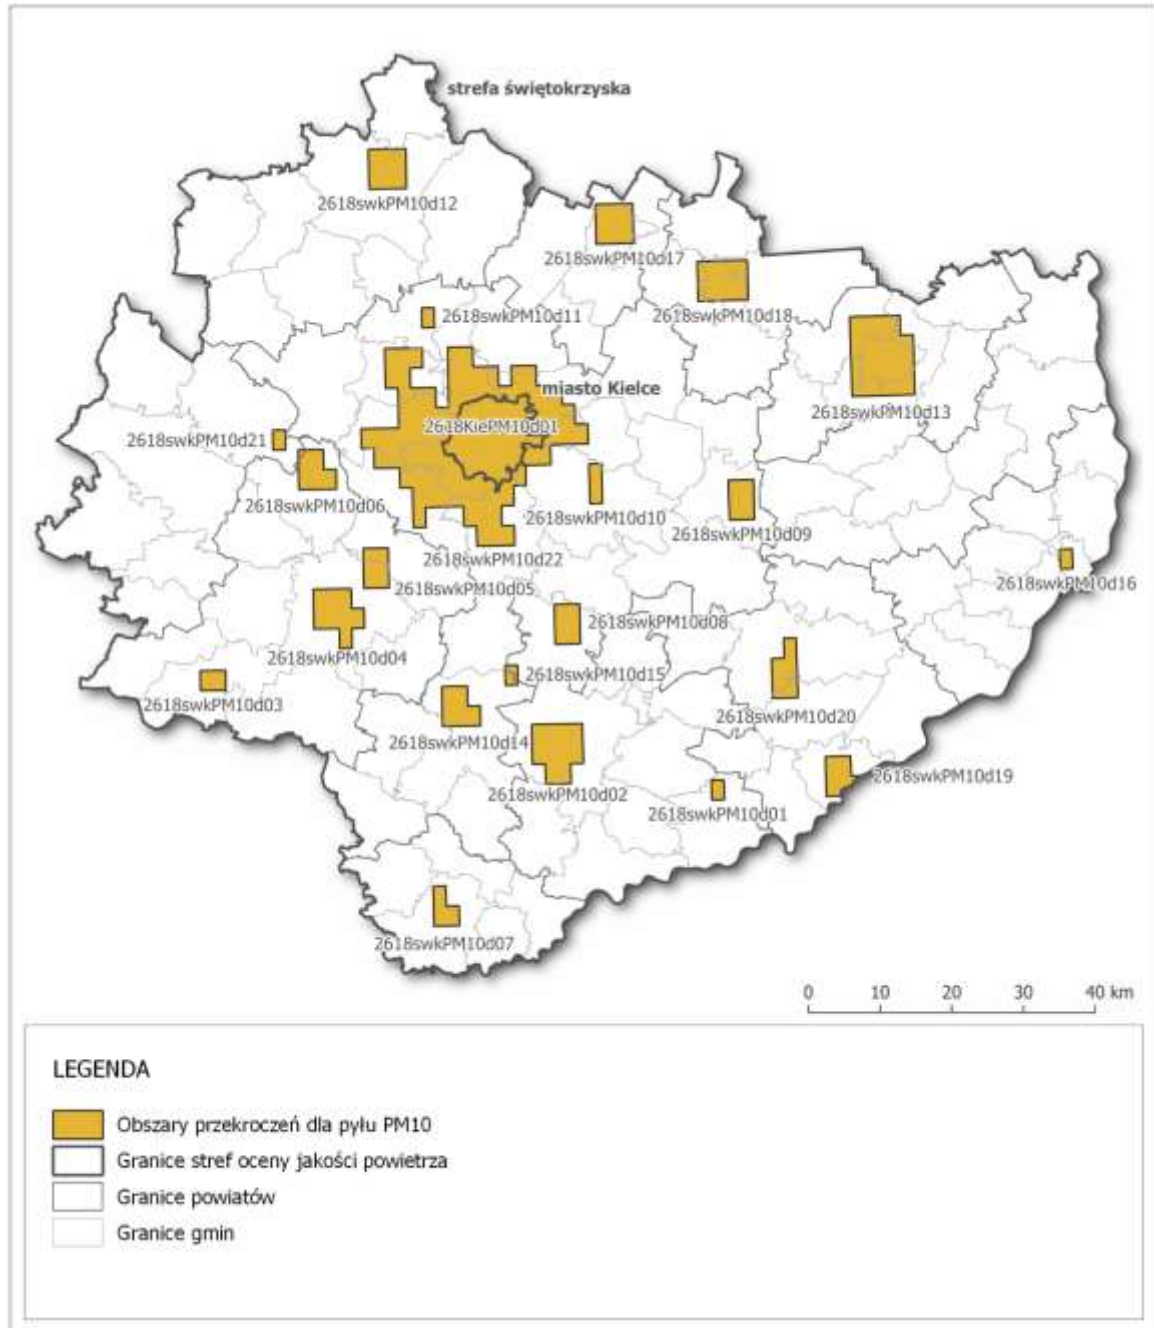 strefa świętokrzyska
2618swkPM10d12
2618swkPM10d17
2618swkPM10d11
2618swkPM10d18
miasto Kielce
2618swkPM10d13
2618KiePM10d01
2618swkPM10d21
2618swkPM10d06
2618swkPM10d10
2618swkPM10d09
2618swkPM10d22
2618swkPM10d16
2618swkPM10d05
2618swkPM10d08
2618swkPM10d04
2618swkPM10d15
2618swkPM10d03
2618swkPM10d20
2618swkPM10d14
2618swkPM10d19
2618swkPM10d02
2618swkPM10d01
2618swkPM10d07
0 10 20 30 40 km
LEGENDA
Obszary przekroczeń dla pyłu PM10
Granice stref oceny jakości powietrza
Granice powiatów
Granice gmin